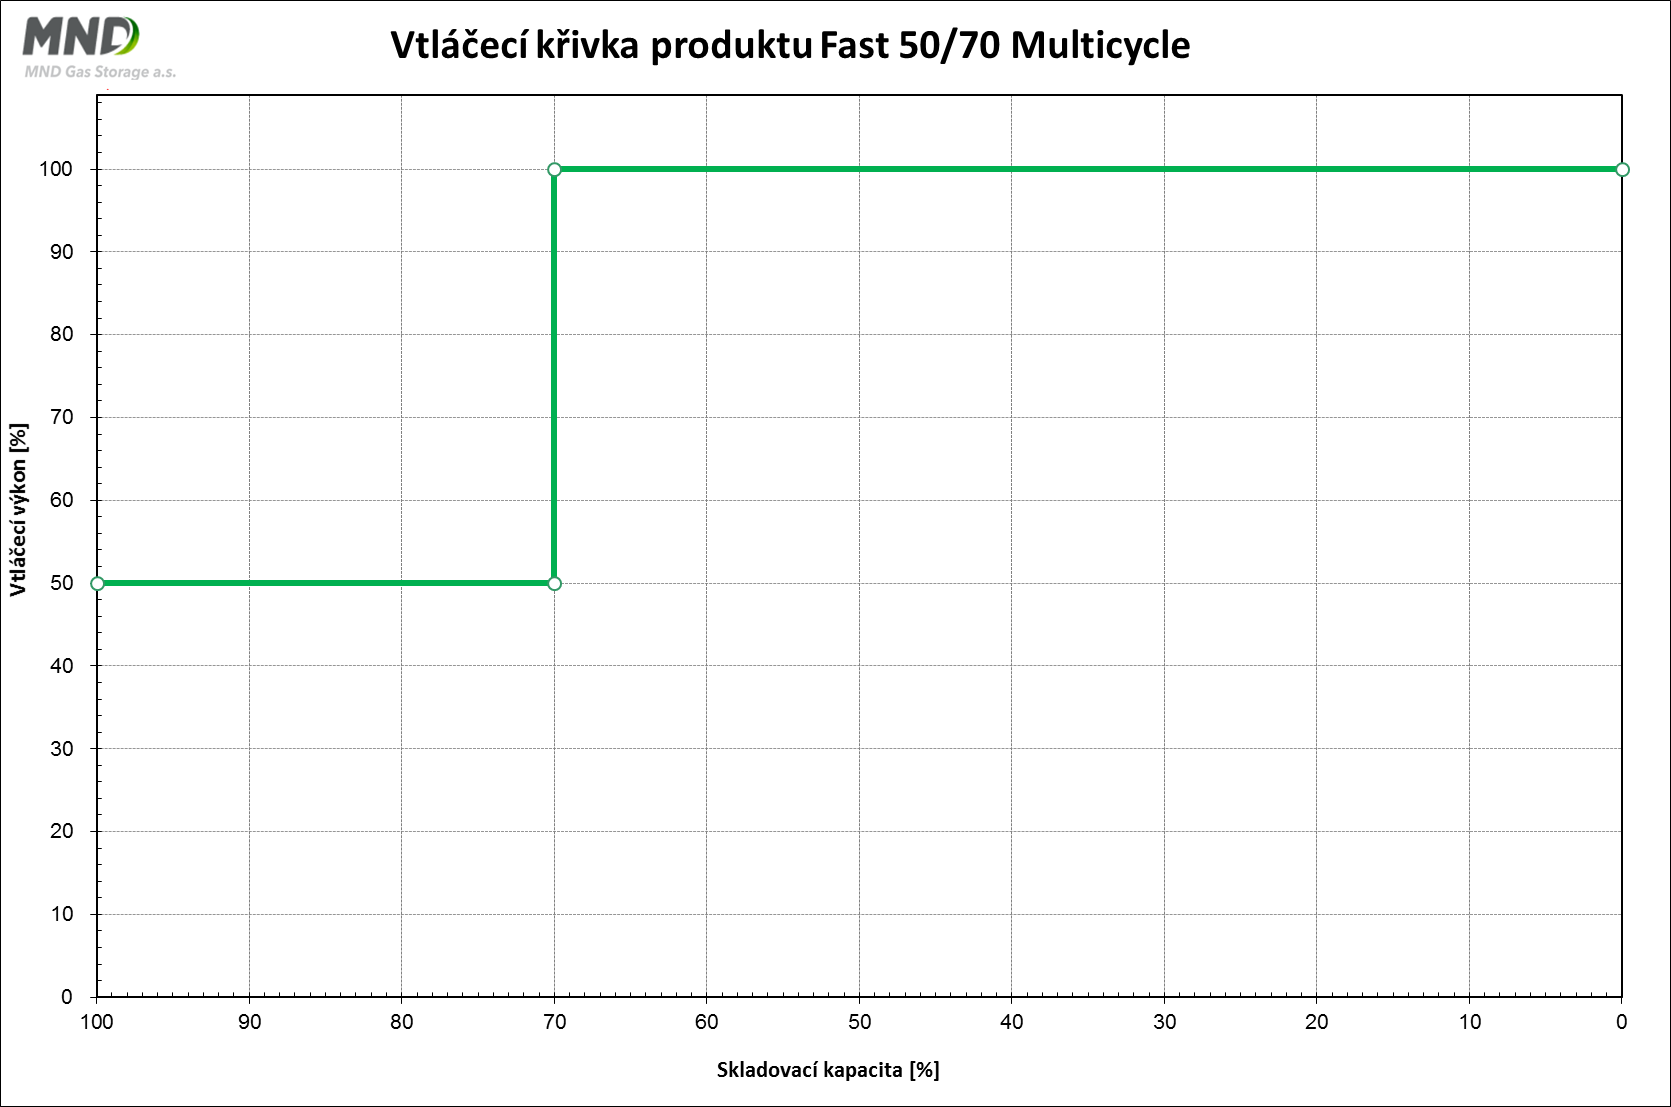 MND
MND Gas Storage a.s.
Vtláčecí křivka produktu Fast 50/70 Multicycle
100
90
80
70
60
50
40
30
20
10
0
Vtláčecí výkon [%]
100 90 80 70 60 50 40 30 20 10 0
Skladovací kapacita [%]